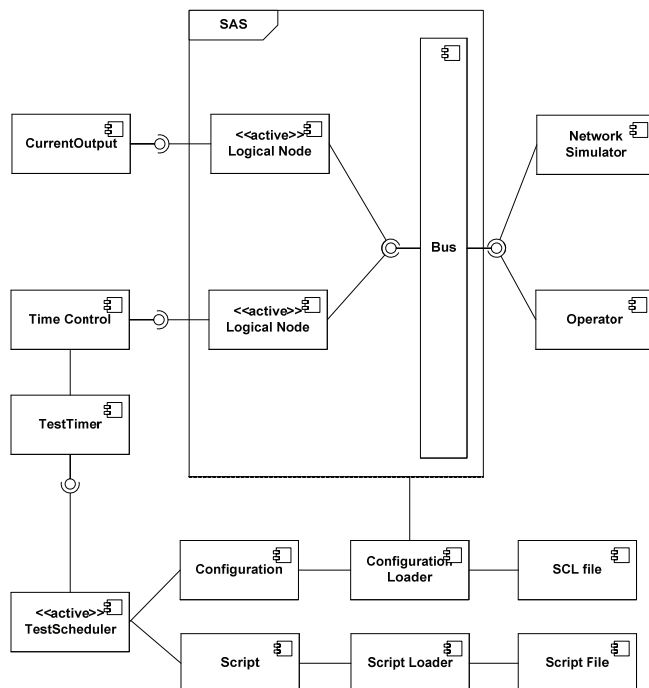 SAS
CurrentOutput
<<active>>
Logical Node
Network
Simulator
Bus
Time Control
<<active>>
Logical Node
Operator
TestTimer
Configuration
Configuration
Loader
SCL file
<<active>>
TestScheduler
Script
Script Loader
Script File